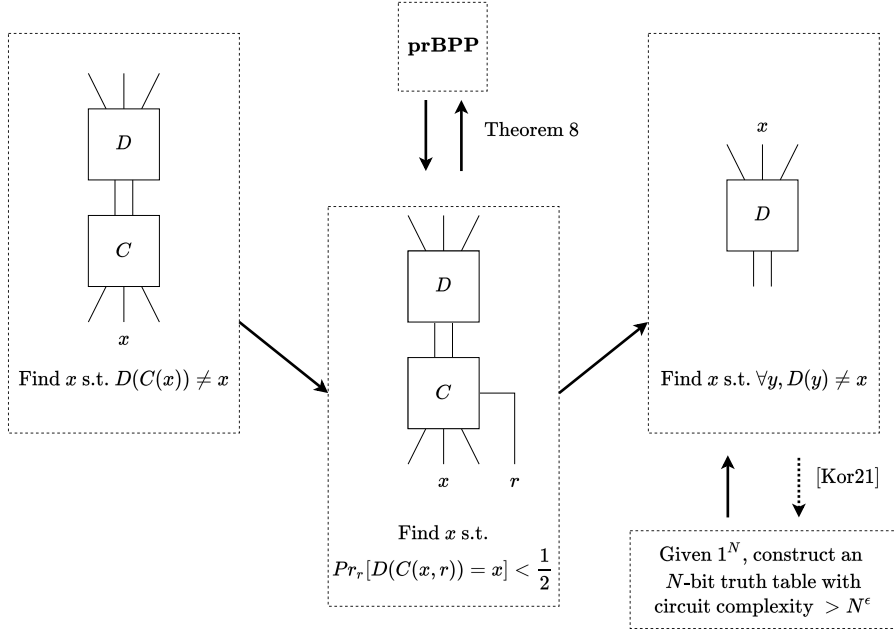 prBPP
Theorem 8
D
C
x
Find x s.t. D(C(x)) ≠ x
D
C
x
r
Find x s.t.
Pr_r[D(C(x, r)) = x] < 1/2
x
D
Find x s.t. ∀y, D(y) ≠ x
[Kor21]
Given 1^N, construct an
N-bit truth table with
circuit complexity > N^ϵ